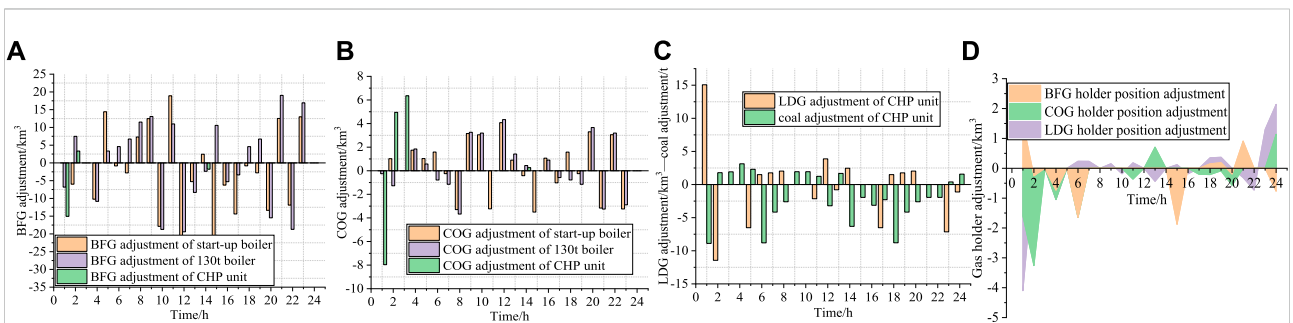 A
BFG adjustment/km³
25
20
15
10
5
0
-5
-10
-15
-20
-25
-30
-35
BFG adjustment of start-up boiler
BFG adjustment of 130t boiler
BFG adjustment of CHP unit
0 2 4 6 8 10 12 14 16 18 20 22 24
Time/h
B
COG adjustment/km³
8
6
4
2
0
-2
-4
-6
-8
-10
COG adjustment of start-up boiler
COG adjustment of 130t boiler
COG adjustment of CHP unit
0 2 4 6 8 10 12 14 16 18 20 22 24
Time/h
C
LDG adjustment/km³—coal adjustment/t
15
10
5
0
-5
-10
-15
LDG adjustment of CHP unit
coal adjustment of CHP unit
0 2 4 6 8 10 12 14 16 18 20 22 24
Time/h
D
Gas holder adjustment/km³
3
2
1
0
-1
-2
-3
-4
-5
BFG holder position adjustment
COG holder position adjustment
LDG holder position adjustment
0 2 4 6 8 10 12 14 16 18 20 22 24
Time/h